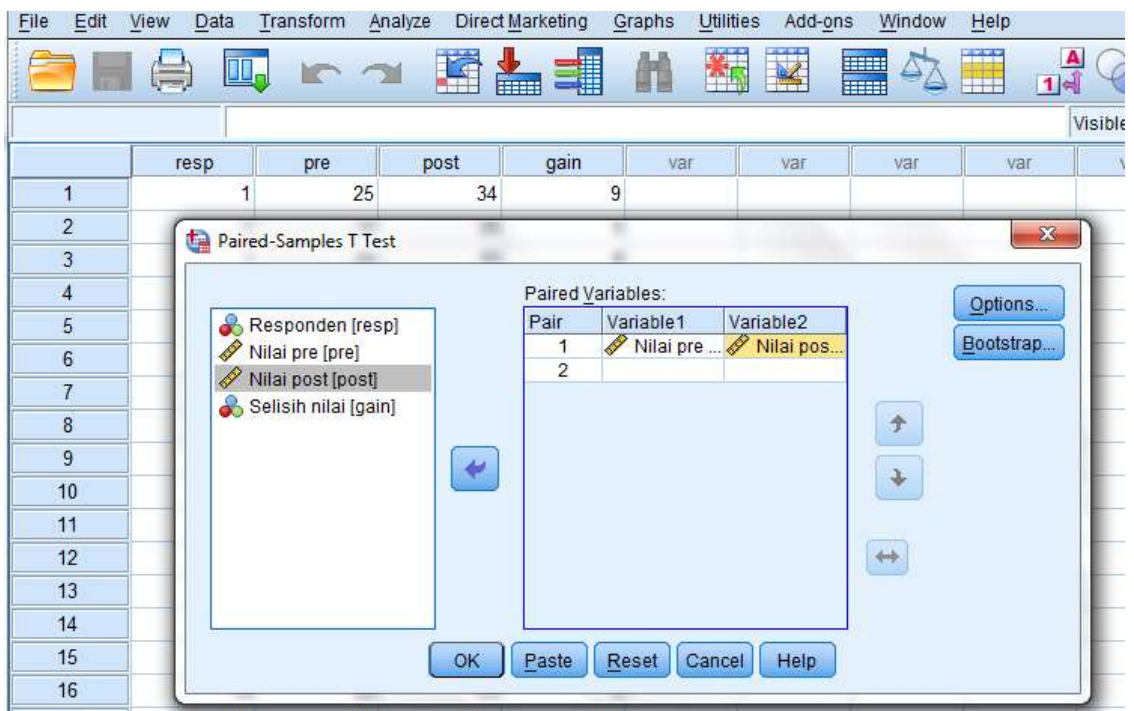 File Edit View Data Transform Analyze Direct Marketing Graphs Utilities Add-ons Window Help
A
1
Visible
resp pre post gain var var var var
1 1 25 34 9
2
3
4
5
6
7
8
9
10
11
12
13
14
15
16
Paired-Samples T Test
Responden [resp]
Nilai pre [pre]
Nilai post [post]
Selisih nilai [gain]
Paired Variables:
Pair Variable1 Variable2
1 Nilai pre ... Nilai pos...
2
Options...
Bootstrap...
OK Paste Reset Cancel Help